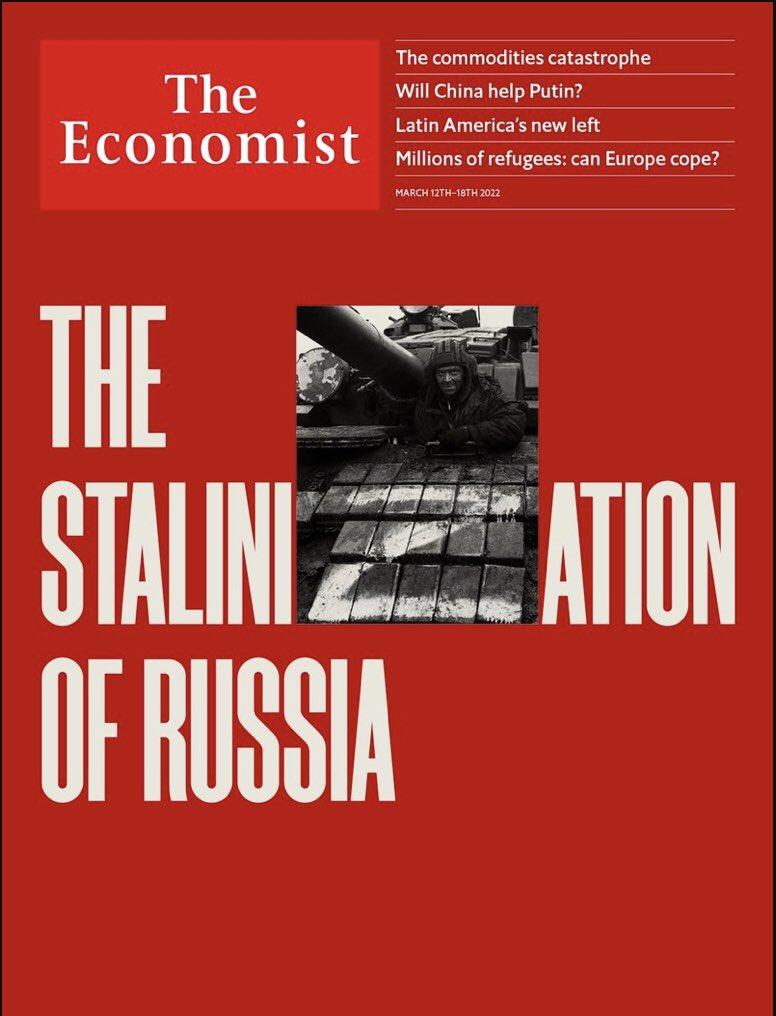 The
Economist
The commodities catastrophe
Will China help Putin?
Latin America's new left
Millions of refugees: can Europe cope?
MARCH 12TH–18TH 2022
THE
STALINI ATION
OF RUSSIA